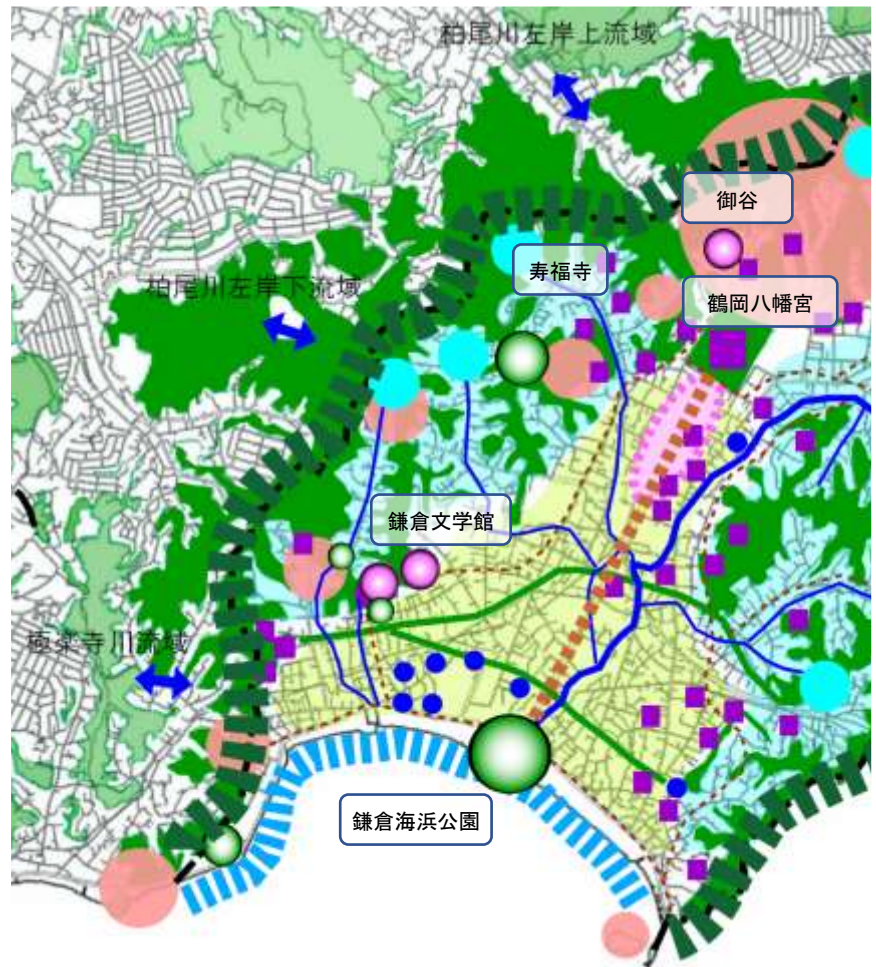 柏尾川左岸上流域
御谷
寿福寺
柏尾川左岸下流域
鶴岡八幡宮
鎌倉文学館
極楽寺川流域
鎌倉海浜公園